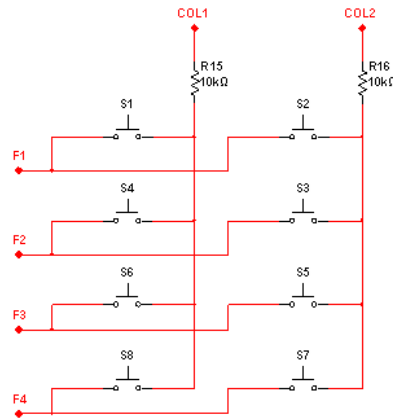 COL1 COL2
R15 R16
10kΩ 10kΩ
S1 S2
F1
S4 S3
F2
S6 S5
F3
S8 S7
F4